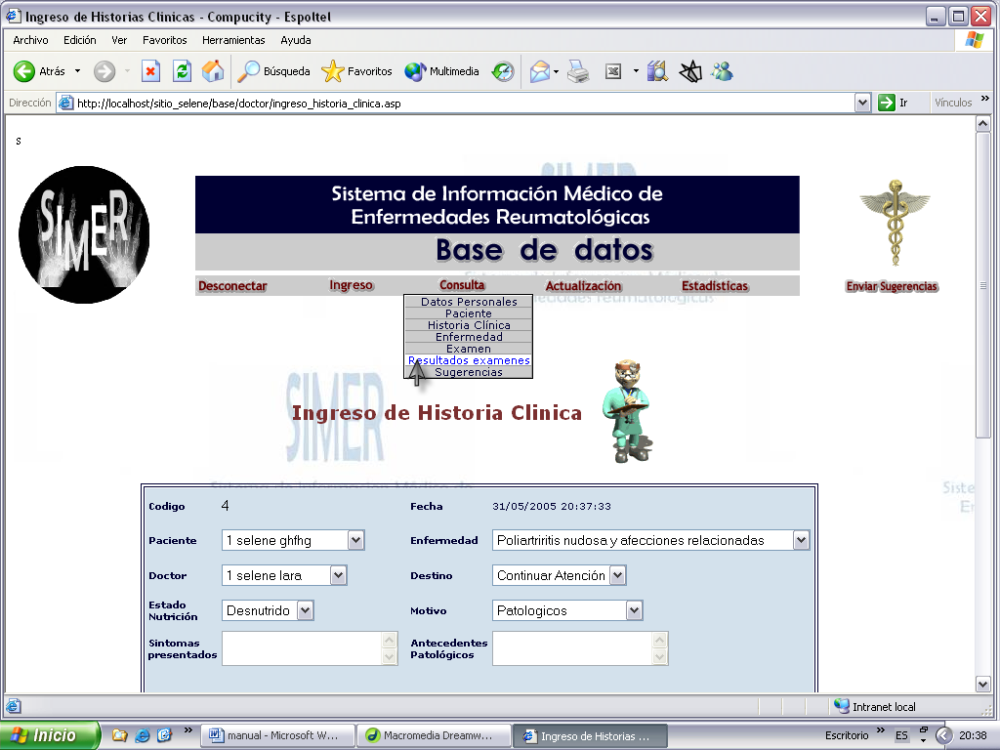 Ingreso de Historias Clinicas - Compucity - Espoltel
Archivo Edición Ver Favoritos Herramientas Ayuda
Atrás Búsqueda Favoritos Multimedia
Dirección http://localhost/sitio_selene/base/doctor/ingreso_historia_clinica.asp Ir Vínculos »
s
SIMER
Sistema de Información Médico de
Enfermedades Reumatológicas
Base de datos
Desconectar Ingreso Consulta Actualización Estadisticas Enviar Sugerencias
Datos Personales
Paciente
Historia Clínica
Enfermedad
Examen
Resultados examenes
Sugerencias
SIMER
Ingreso de Historia Clinica
Codigo 4 Fecha 31/05/2005 20:37:33
Paciente 1 selene ghfhg Enfermedad Poliartriritis nudosa y afecciones relacionadas
Doctor 1 selene lara Destino Continuar Atención
Estado
Nutrición Desnutrido Motivo Patologicos
Sintomas
presentados Antecedentes
Patológicos
Intranet local
Inicio » manual - Microsoft W... Macromedia Dreamw... Ingreso de Historias ... Escritorio » ES 20:38